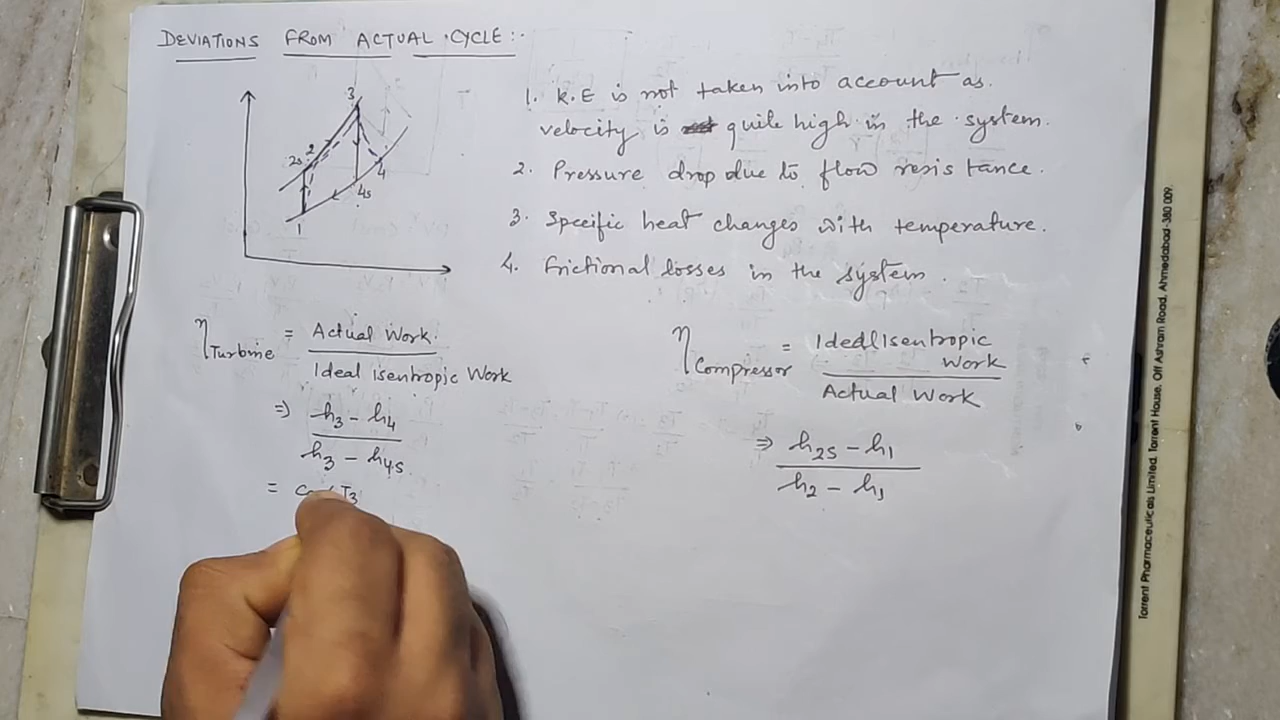 DEVIATIONS FROM ACTUAL CYCLE:
3
2s 2
4
4s
1
1. K.E is not taken into account as
velocity is quite high in the system.
2. Pressure drop due to flow resistance.
3. Specific heat changes with temperature.
4. Frictional losses in the system.
η Turbine = Actual Work / Ideal isentropic Work
=> h3 - h4 / h3 - h4s
= T3
η Compressor = Ideal Isentropic Work / Actual Work
=> h2s - h1 / h2 - h1
Torrent Pharmaceuticals Limited, Torrent House, Off Ashram Road, Ahmedabad-380 009.